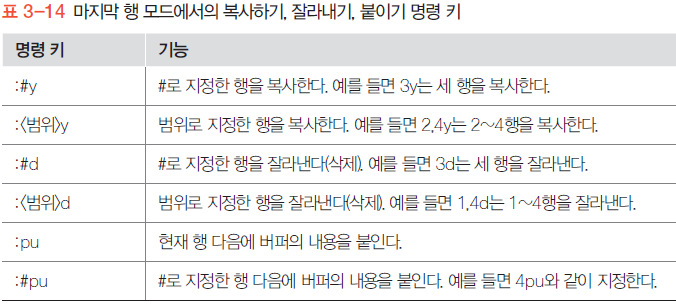 표 3-14 마지막 행 모드에서의 복사하기, 잘라내기, 붙이기 명령 키
명령 키 기능
:#y #로 지정한 행을 복사한다. 예를 들면 3y는 세 행을 복사한다.
:<범위>y 범위로 지정한 행을 복사한다. 예를 들면 2,4y는 2~4행을 복사한다.
:#d #로 지정한 행을 잘라낸다(삭제). 예를 들면 3d는 세 행을 잘라낸다.
:<범위>d 범위로 지정한 행을 잘라낸다(삭제). 예를 들면 1,4d는 1~4행을 잘라낸다.
:pu 현재 행 다음에 버퍼의 내용을 붙인다.
:#pu #로 지정한 행 다음에 버퍼의 내용을 붙인다. 예를 들면 4pu와 같이 지정한다.